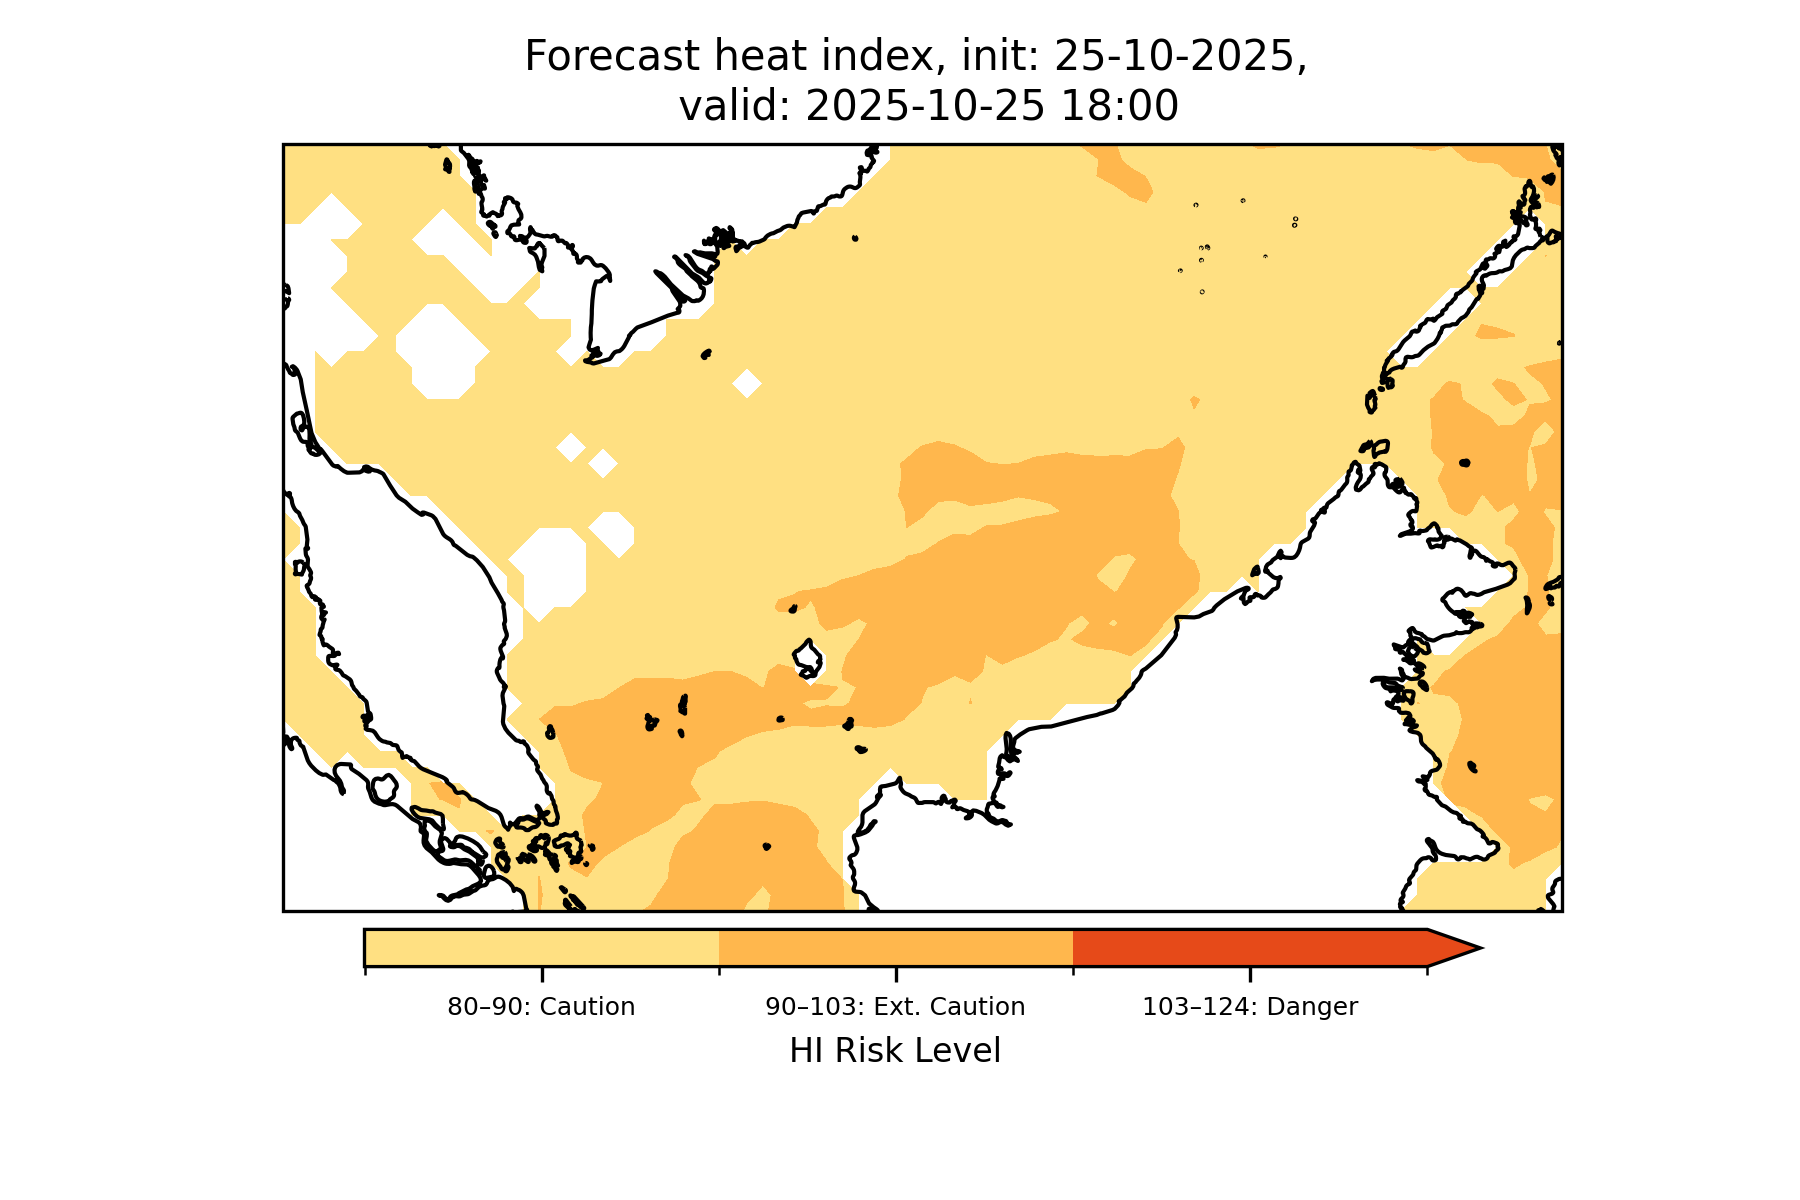 Forecast heat index, init: 25-10-2025,
valid: 2025-10-25 18:00
80–90: Caution
90–103: Ext. Caution
103–124: Danger
HI Risk Level